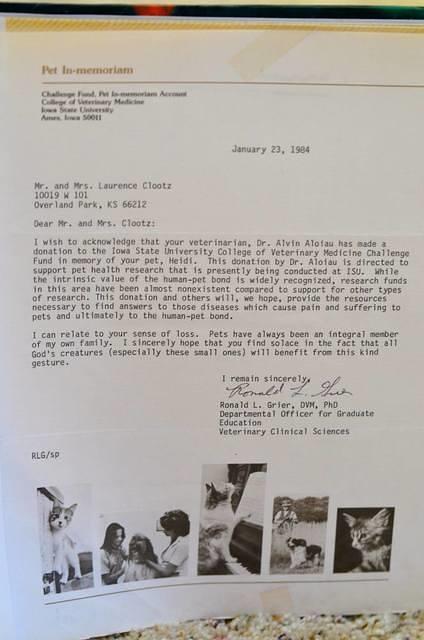 Pet In-memoriam
Challenge Fund, Pet In-memoriam Account
College of Veterinary Medicine
Iowa State University
Ames, Iowa 50011
January 23, 1984
Mr. and Mrs. Laurence Clootz
10019 W 101
Overland Park, KS 66212
Dear Mr. and Mrs. Clootz:
I wish to acknowledge that your veterinarian, Dr. Alvin Aloiau has made a
donation to the Iowa State University College of Veterinary Medicine Challenge
Fund in memory of your pet, Heidi. This donation by Dr. Aloiau is directed to
support pet health research that is presently being conducted at ISU. While
the intrinsic value of the human-pet bond is widely recognized, research funds
in this area have been almost nonexistent compared to support for other types
of research. This donation and others will, we hope, provide the resources
necessary to find answers to those diseases which cause pain and suffering to
pets and ultimately to the human-pet bond.
I can relate to your sense of loss. Pets have always been an integral member
of my own family. I sincerely hope that you find solace in the fact that all
God's creatures (especially these small ones) will benefit from this kind
gesture.
I remain sincerely,
Ronald L. Grier
Ronald L. Grier, DVM, PhD
Departmental Officer for Graduate
Education
Veterinary Clinical Sciences
RLG/sp